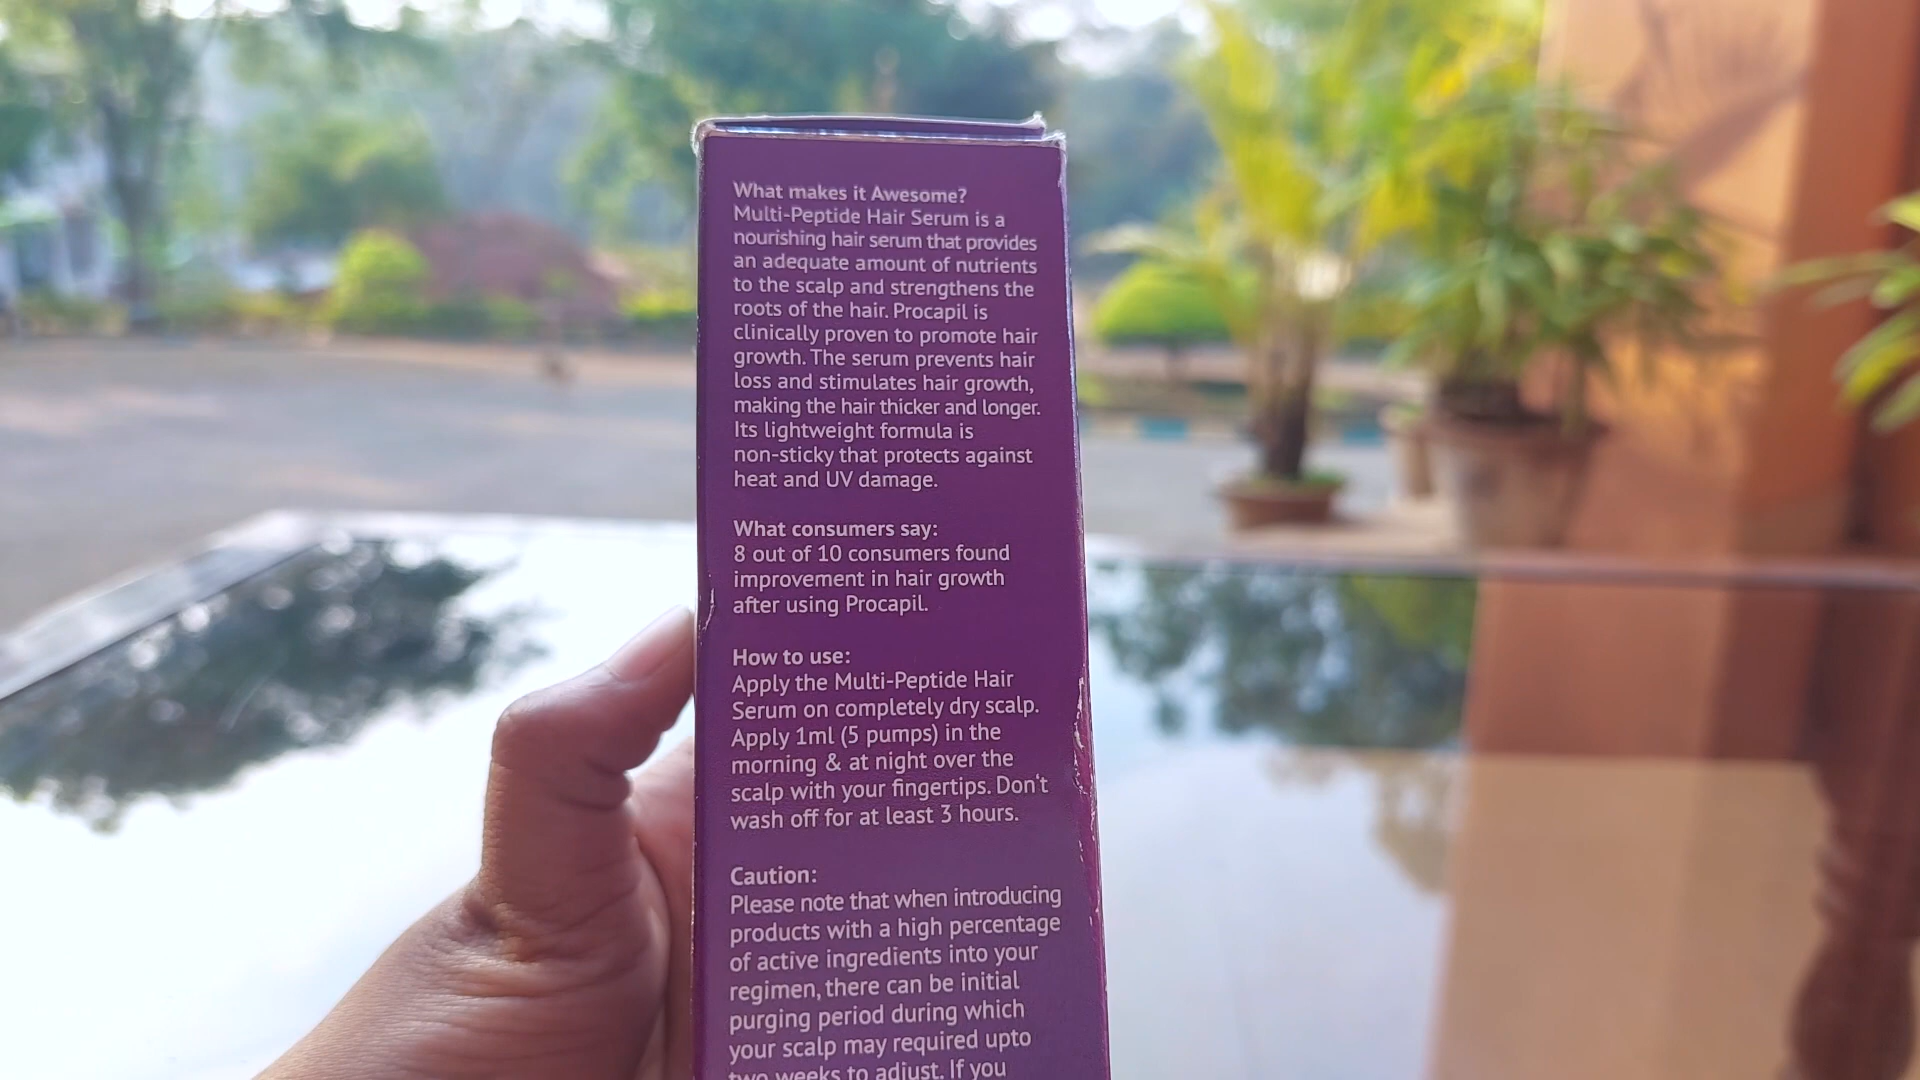 What makes it Awesome?
Multi-Peptide Hair Serum is a
nourishing hair serum that provides
an adequate amount of nutrients
to the scalp and strengthens the
roots of the hair. Procapil is
clinically proven to promote hair
growth. The serum prevents hair
loss and stimulates hair growth,
making the hair thicker and longer.
Its lightweight formula is
non-sticky that protects against
heat and UV damage.
What consumers say:
8 out of 10 consumers found
improvement in hair growth
after using Procapil.
How to use:
Apply the Multi-Peptide Hair
Serum on completely dry scalp.
Apply 1ml (5 pumps) in the
morning & at night over the
scalp with your fingertips. Don't
wash off for at least 3 hours.
Caution:
Please note that when introducing
products with a high percentage
of active ingredients into your
regimen, there can be initial
purging period during which
your scalp may required upto
two weeks to adjust. If you